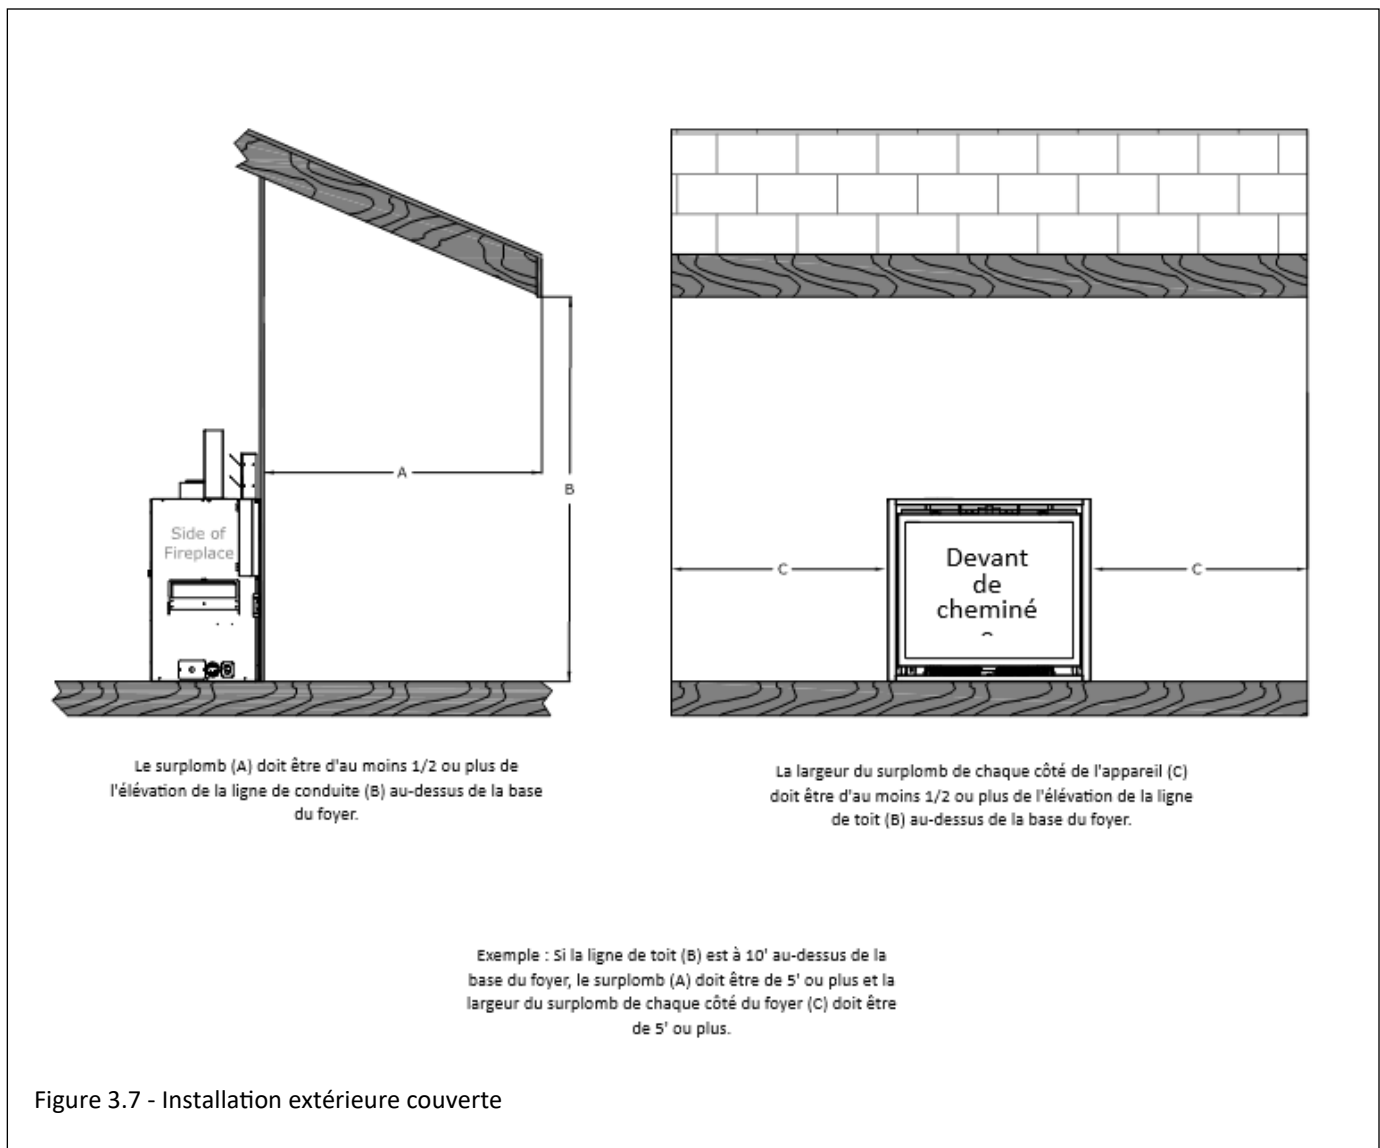 A
B
Side of
Fireplace
C
Devant
de
cheminé
C
Le surplomb (A) doit être d'au moins 1/2 ou plus de
l'élévation de la ligne de conduite (B) au-dessus de la base
du foyer.
La largeur du surplomb de chaque côté de l'appareil (C)
doit être d'au moins 1/2 ou plus de l'élévation de la ligne
de toit (B) au-dessus de la base du foyer.
Exemple : Si la ligne de toit (B) est à 10' au-dessus de la
base du foyer, le surplomb (A) doit être de 5' ou plus et la
largeur du surplomb de chaque côté du foyer (C) doit être
de 5' ou plus.
Figure 3.7 - Installation extérieure couverte